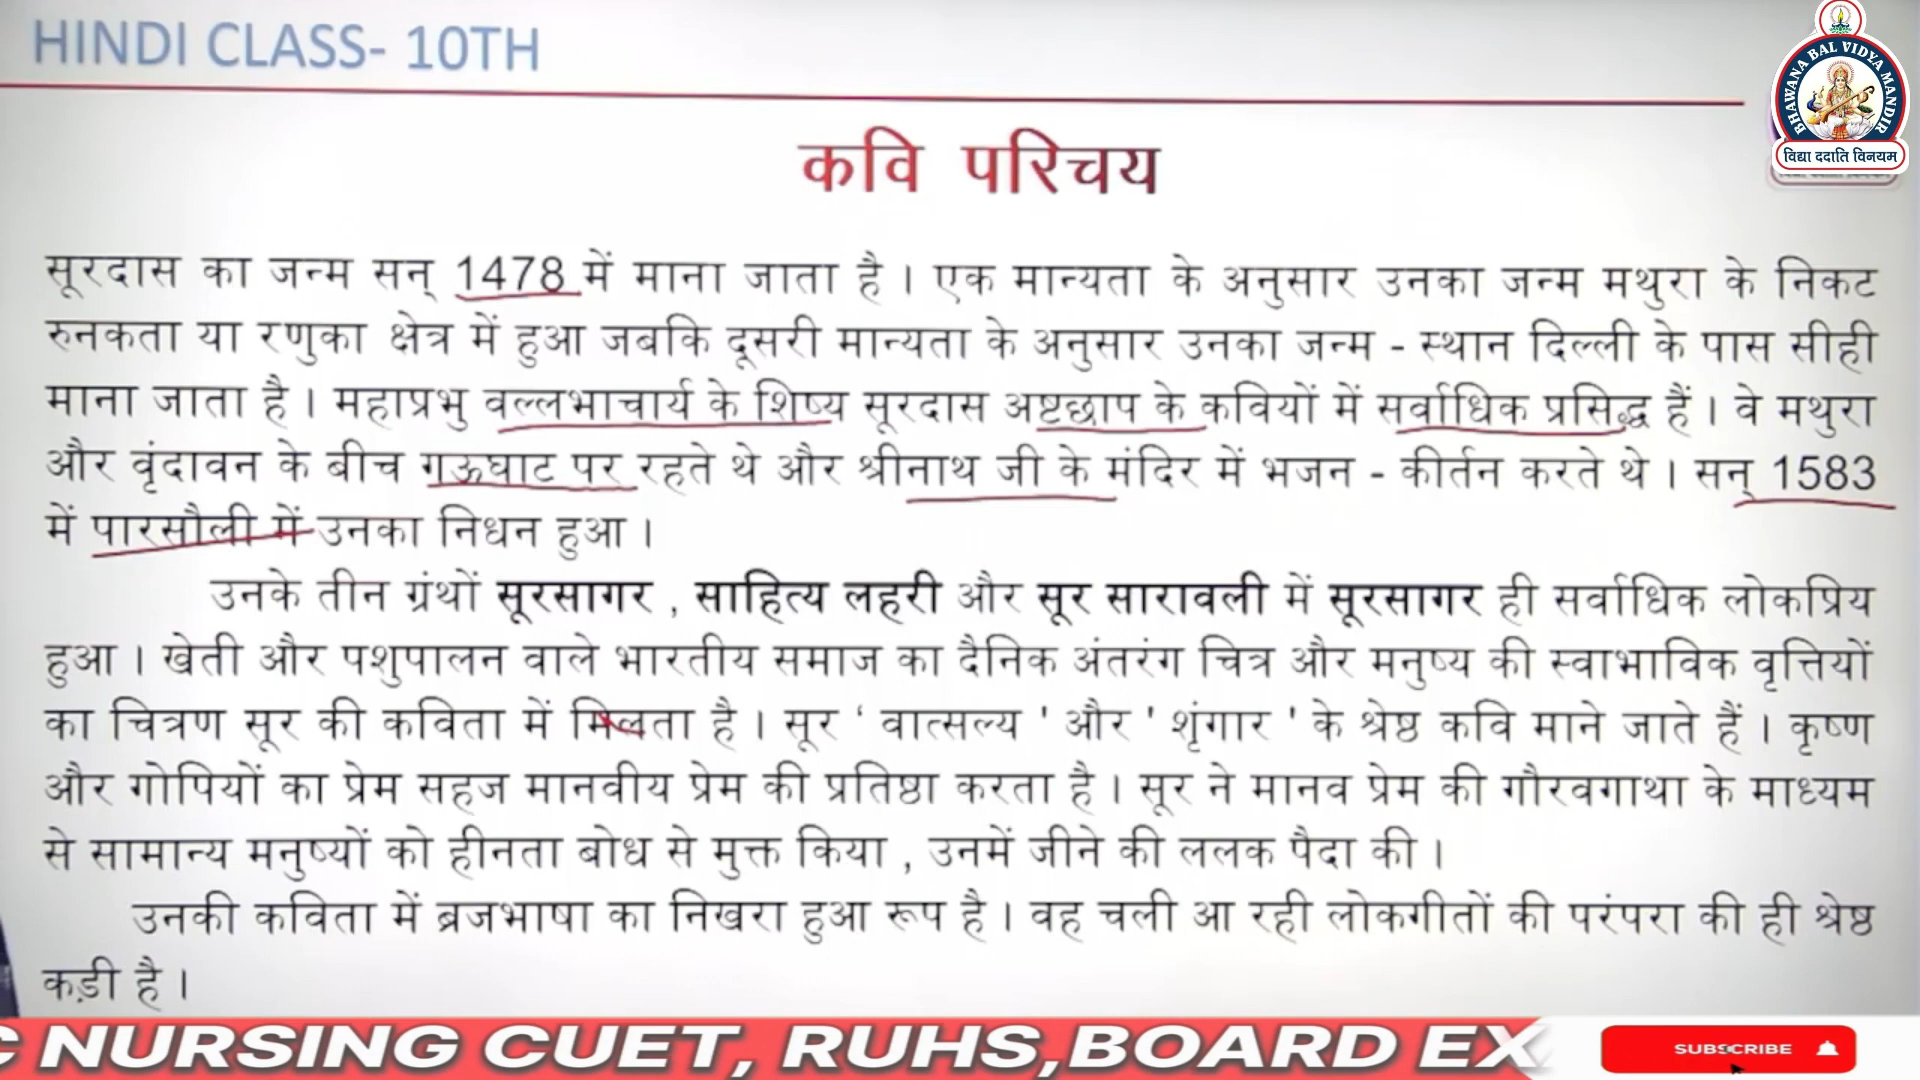 HINDI CLASS- 10TH
BHAWANA BAL VIDYA MANDIR
विद्या ददाति विनयम
कवि परिचय
सूरदास का जन्म सन् 1478 में माना जाता है । एक मान्यता के अनुसार उनका जन्म मथुरा के निकट
रुनकता या रणुका क्षेत्र में हुआ जबकि दूसरी मान्यता के अनुसार उनका जन्म - स्थान दिल्ली के पास सीही
माना जाता है । महाप्रभु वल्लभाचार्य के शिष्य सूरदास अष्टछाप के कवियों में सर्वाधिक प्रसिद्ध हैं । वे मथुरा
और वृंदावन के बीच गऊघाट पर रहते थे और श्रीनाथ जी के मंदिर में भजन - कीर्तन करते थे । सन् 1583
में पारसौली में उनका निधन हुआ ।
उनके तीन ग्रंथों सूरसागर , साहित्य लहरी और सूर सारावली में सूरसागर ही सर्वाधिक लोकप्रिय
हुआ । खेती और पशुपालन वाले भारतीय समाज का दैनिक अंतरंग चित्र और मनुष्य की स्वाभाविक वृत्तियों
का चित्रण सूर की कविता में मिलता है । सूर ' वात्सल्य ' और ' शृंगार ' के श्रेष्ठ कवि माने जाते हैं । कृष्ण
और गोपियों का प्रेम सहज मानवीय प्रेम की प्रतिष्ठा करता है । सूर ने मानव प्रेम की गौरवगाथा के माध्यम
से सामान्य मनुष्यों को हीनता बोध से मुक्त किया , उनमें जीने की ललक पैदा की ।
उनकी कविता में ब्रजभाषा का निखरा हुआ रूप है । वह चली आ रही लोकगीतों की परंपरा की ही श्रेष्ठ
कड़ी है ।
C NURSING CUET, RUHS,BOARD EX
SUBSCRIBE